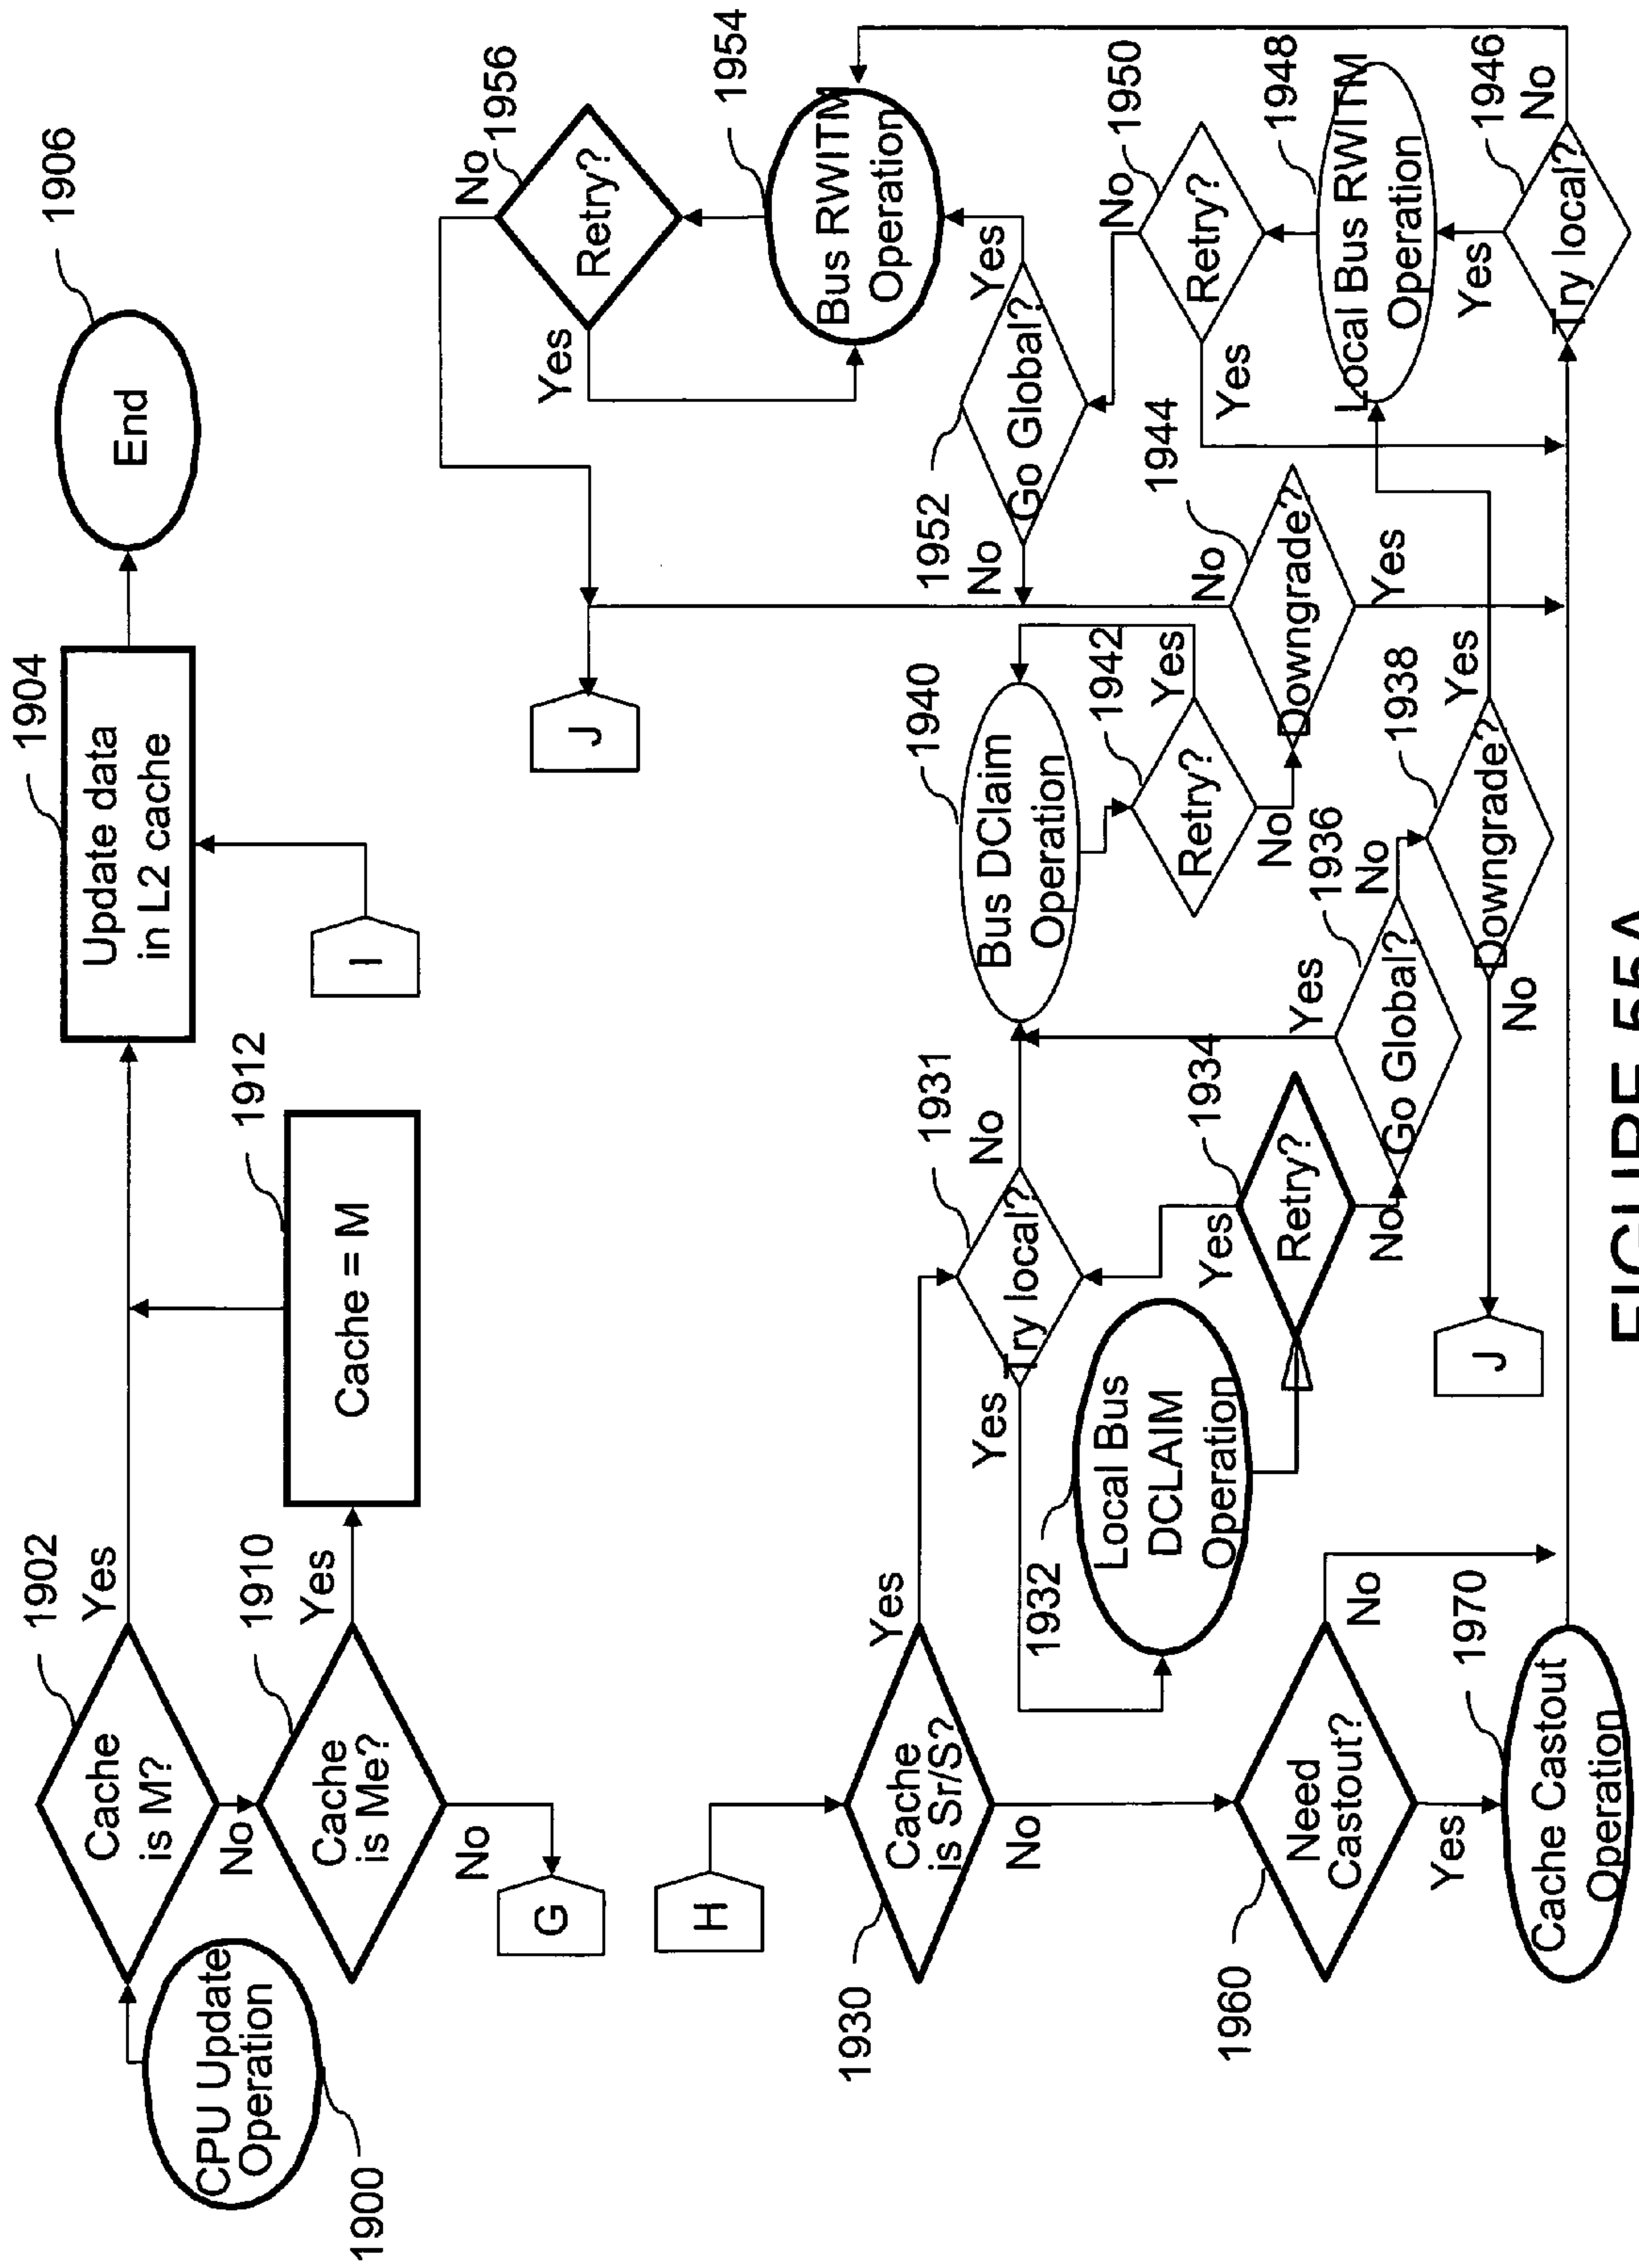 1900
CPU Update
Operation
1902
Cache
is M?
Yes
No
1904
Update data
in L2 cache
1906
End
1910
Cache
is Me?
Yes
No
1912
Cache = M
I
G
H
1930
Cache
is Sr/S?
Yes
No
1931
Try local?
Yes
No
1932
Local Bus
DCLAIM
Operation
1934
Retry?
Yes
No
1936
Go Global?
Yes
No
1938
Downgrade?
Yes
No
J
1940
Bus DClaim
Operation
1942
Retry?
Yes
No
1944
Downgrade?
No
Yes
J
1946
Try local?
Yes
No
1948
Local Bus RWITM
Operation
1950
Retry?
Yes
No
1952
Go Global?
No
Yes
1954
Bus RWITM
Operation
1956
Retry?
Yes
No
1960
Need
Castout?
No
Yes
1970
Cache Castout
Operation
FIGURE 55A